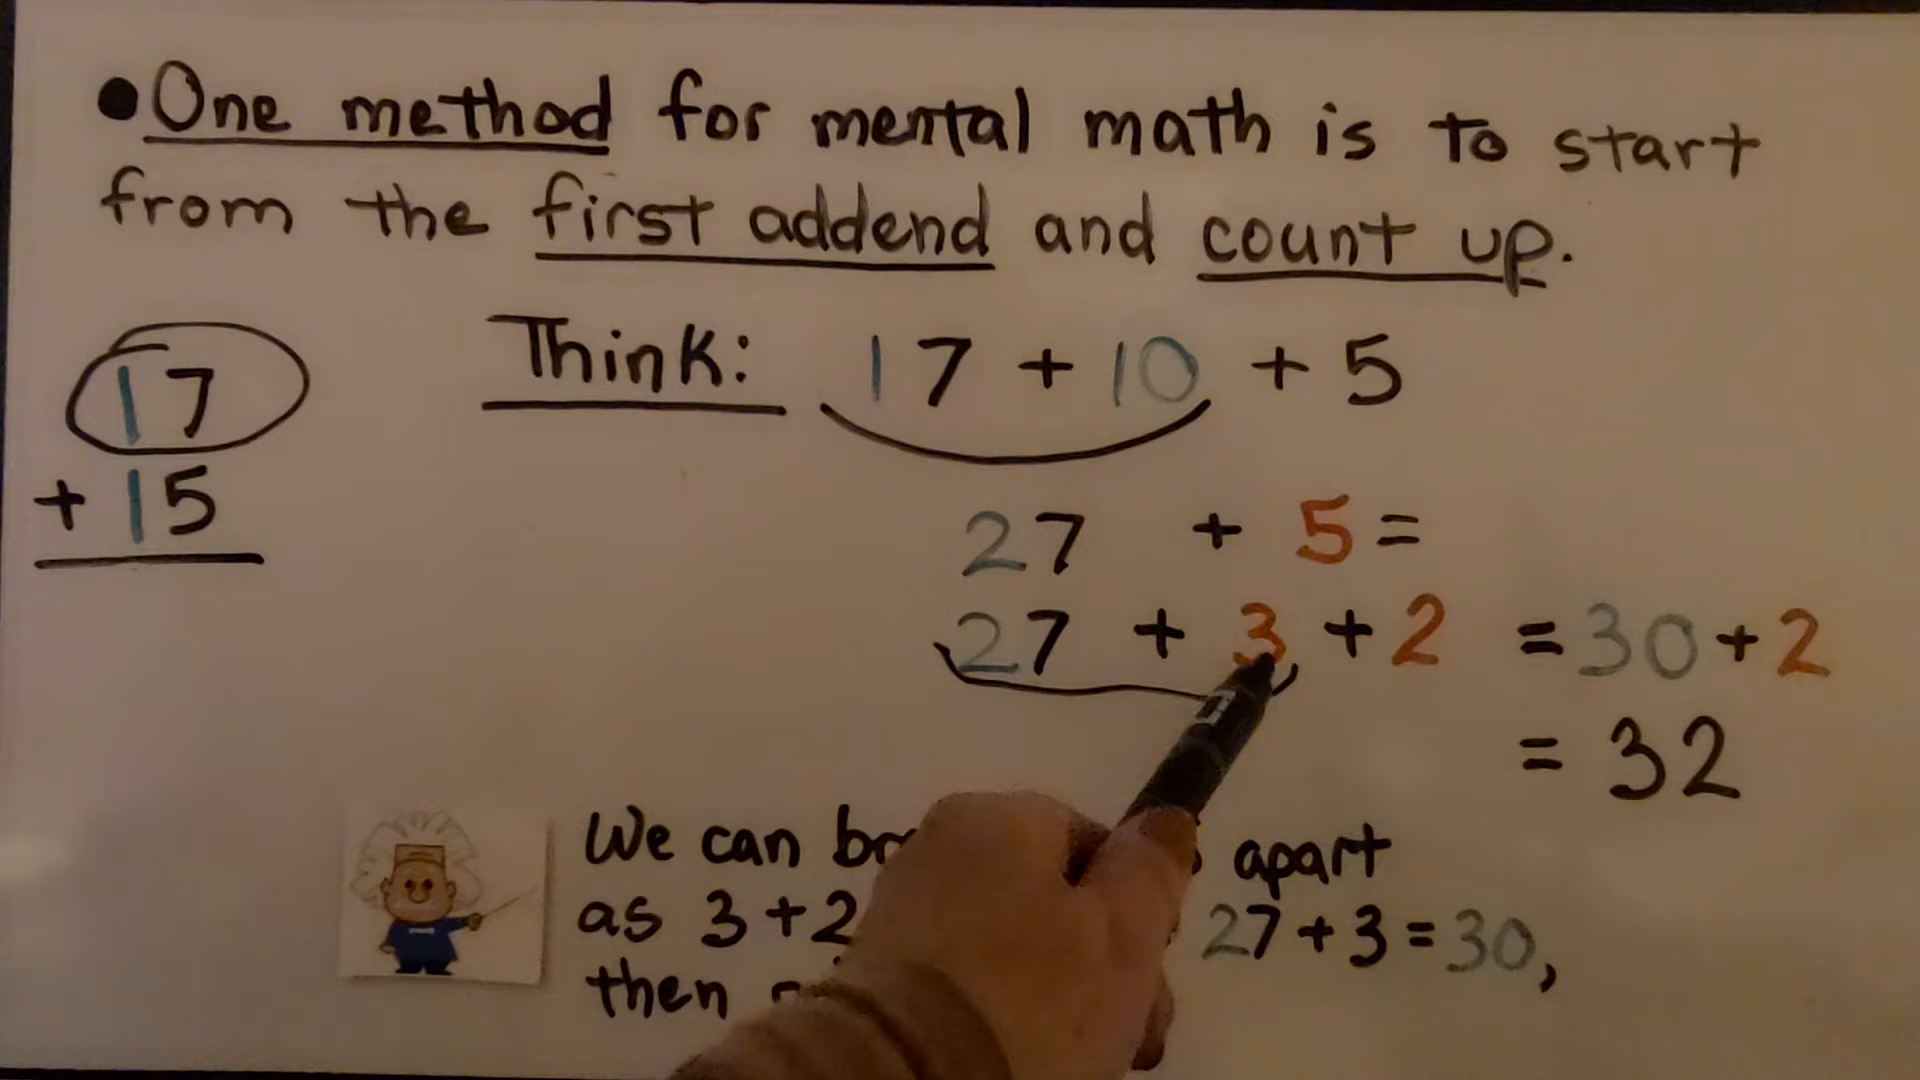 •One method for mental math is to start
from the first addend and count up.
17
+ 15
Think: 17 + 10 + 5
27 + 5 =
27 + 3 + 2 = 30 + 2
= 32
We can apart
as 3 + 2 27 + 3 = 30,
then